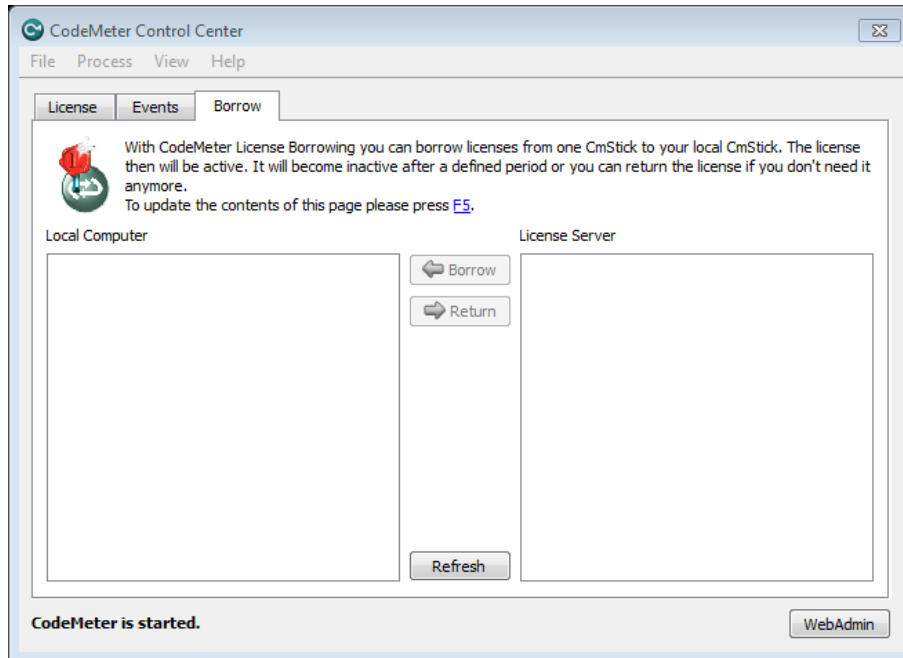 CodeMeter Control Center
File Process View Help
License Events Borrow
With CodeMeter License Borrowing you can borrow licenses from one CmStick to your local CmStick. The license
then will be active. It will become inactive after a defined period or you can return the license if you don't need it
anymore.
To update the contents of this page please press F5.
Local Computer License Server
Borrow
Return
Refresh
CodeMeter is started. WebAdmin